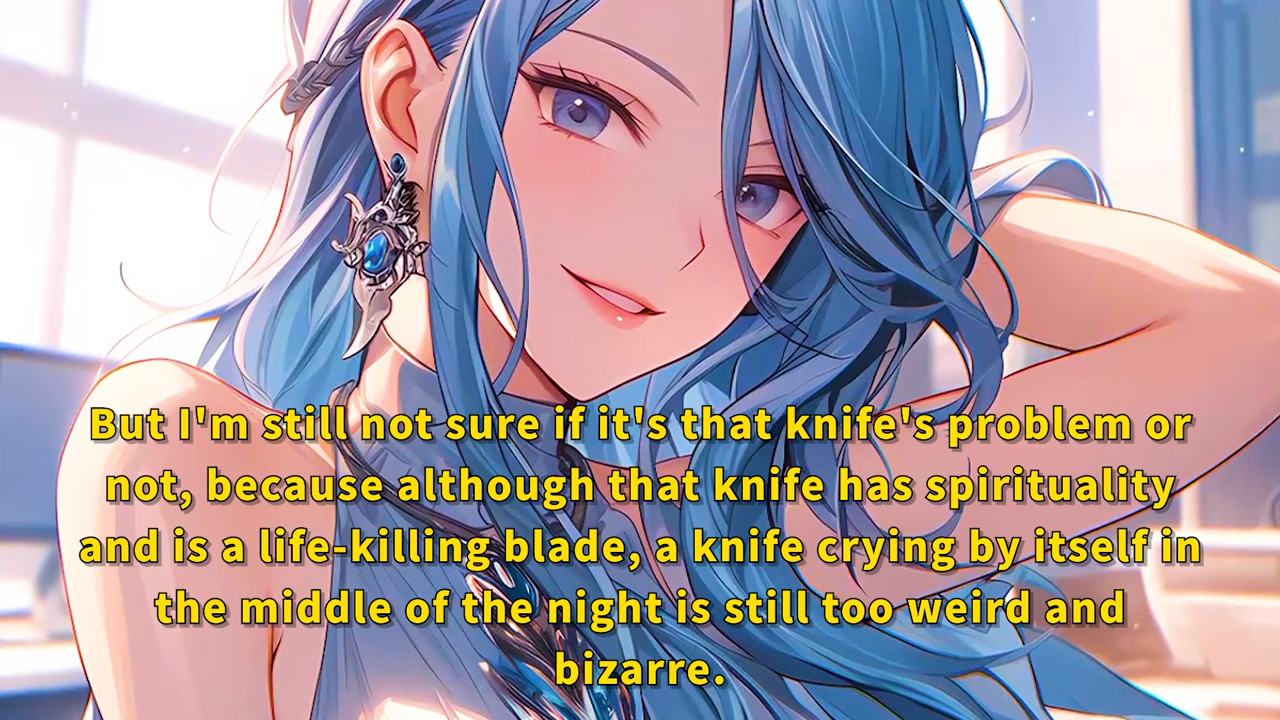 But I'm still not sure if it's that knife's problem or
not, because although that knife has spirituality
and is a life-killing blade, a knife crying by itself in
the middle of the night is still too weird and
bizarre.